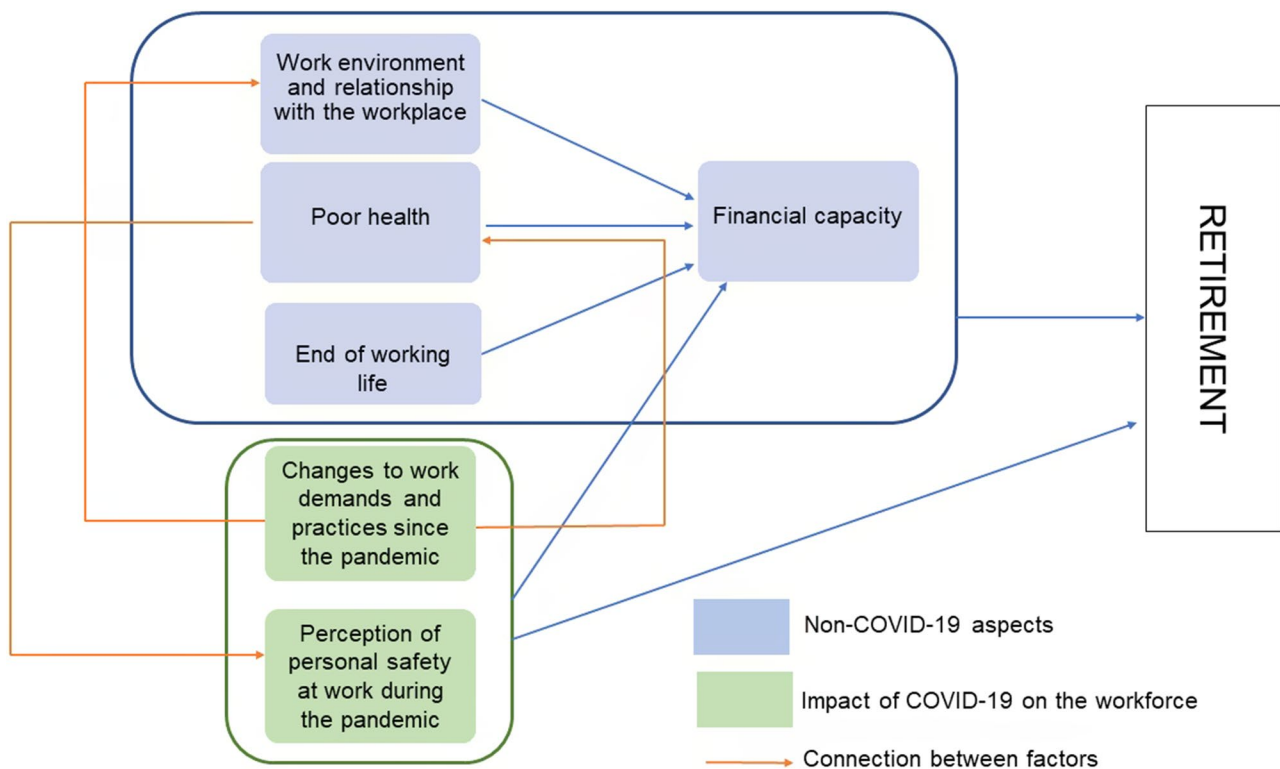 Work environment
and relationship
with the workplace
Poor health
Financial capacity
End of working
life
RETIREMENT
Changes to work
demands and
practices since
the pandemic
Perception of
personal safety
at work during
the pandemic
Non-COVID-19 aspects
Impact of COVID-19 on the workforce
Connection between factors